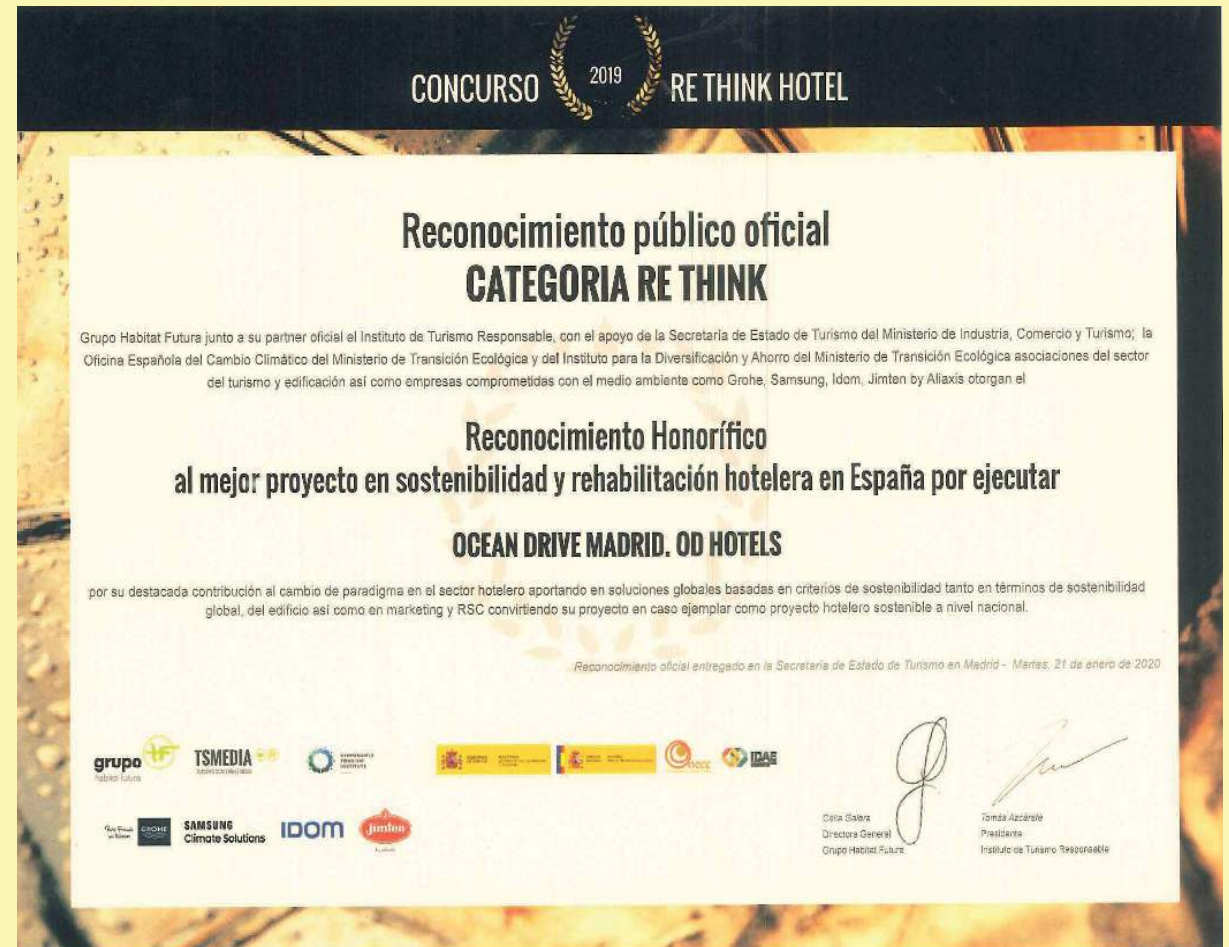 CONCURSO 2019 RE THINK HOTEL
Reconocimiento público oficial
CATEGORIA RE THINK
Grupo Habitat Futura junto a su partner oficial el Instituto de Turismo Responsable, con el apoyo de la Secretaria de Estado de Turismo del Ministerio de Industria, Comercio y Turismo; la
Oficina Española del Cambio Climático del Ministerio de Transición Ecológica y del Instituto para la Diversificación y Ahorro del Ministerio de Transición Ecológica asociaciones del sector
del turismo y edificación así como empresas comprometidas con el medio ambiente como Grohe, Samsung, Idom, Jimten by Aliaxis otorgan el
Reconocimiento Honorífico
al mejor proyecto en sostenibilidad y rehabilitación hotelera en España por ejecutar
OCEAN DRIVE MADRID. OD HOTELS
por su destacada contribución al cambio de paradigma en el sector hotelero aportando en soluciones globales basadas en criterios de sostenibilidad tanto en términos de sostenibilidad
global, del edificio así como en marketing y RSC convirtiendo su proyecto en caso ejemplar como proyecto hotelero sostenible a nivel nacional.
Reconocimiento oficial entregado en la Secretaria de Estado de Turismo en Madrid - Martes, 21 de enero de 2020
grupo
habitat futura
TSMEDIA
RESPONSIBLE
TOURISM
INSTITUTE
oecc
IDAE
GROHE
SAMSUNG
Climate Solutions
IDOM
jimten
Celia Galera
Directora General
Grupo Habitat Futura
Tomás Azcárate
Presidente
Instituto de Turismo Responsable